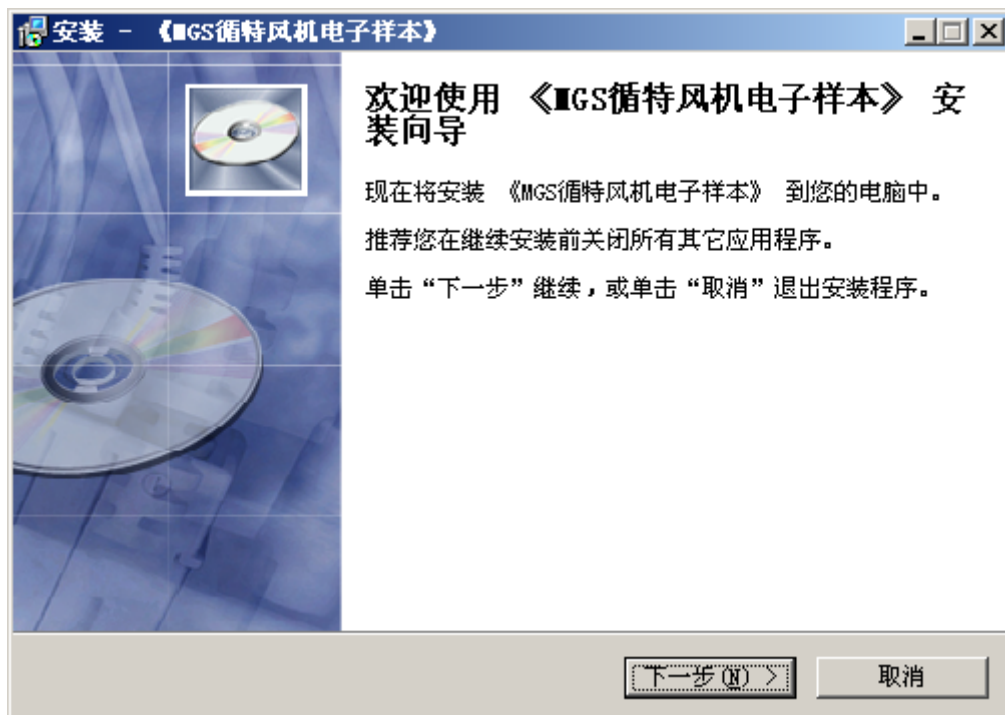 安装 - 《MGS循特风机电子样本》
欢迎使用 《MGS循特风机电子样本》 安
装向导
现在将安装 《MGS循特风机电子样本》 到您的电脑中。
推荐您在继续安装前关闭所有其它应用程序。
单击“下一步”继续，或单击“取消”退出安装程序。
下一步(N) >
取消